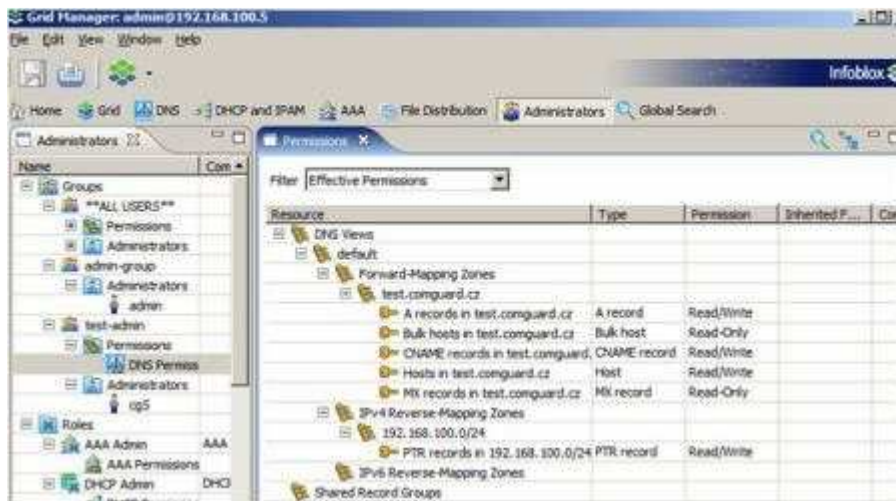 Grid Manager: admin@192.168.100.5
File Edit View Window Help
Infoblox
Home Grid DNS DHCP and IPAM AAA File Distribution Administrators Global Search
Administrators
Permissions
Name Com
Filter Effective Permissions
Groups
**ALL USERS**
Permissions
Administrators
admin-group
Administrators
admin
test-admin
Permissions
DNS Permiss
Administrators
cg5
Roles
AAA Admin AAA
AAA Permissions
DHCP Admin DHCI
Resource Type Permission Inherited F... Co
DNS Views
default
Forward-Mapping Zones
test.comguard.cz
A records in test.comguard.cz A record Read/Write
Bulk hosts in test.comguard.cz Bulk host Read-Only
CNAME records in test.comguard. CNAME record Read/Write
Hosts in test.comguard.cz Host Read/Write
MX records in test.comguard.cz MX record Read-Only
IPv4 Reverse-Mapping Zones
192.168.100.0/24
PTR records in 192.168.100.0/24 PTR record Read/Write
IPv6 Reverse-Mapping Zones
Shared Record Groups